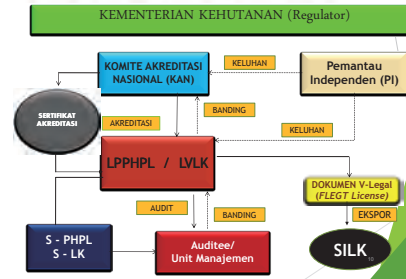 KEMENTERIAN KEHUTANAN (Regulator)
KOMITE AKREDITASI
NASIONAL (KAN)
KELUHAN
Pemantau
Independen (PI)
SERTIFIKAT
AKREDITASI
AKREDITASI
BANDING
KELUHAN
LPPHPL / LVLK
DOKUMEN V-Legal
(FLEGT License)
AUDIT
BANDING
EKSPOR
S - PHPL
S - LK
Auditee/
Unit Manajemen
SILK
10